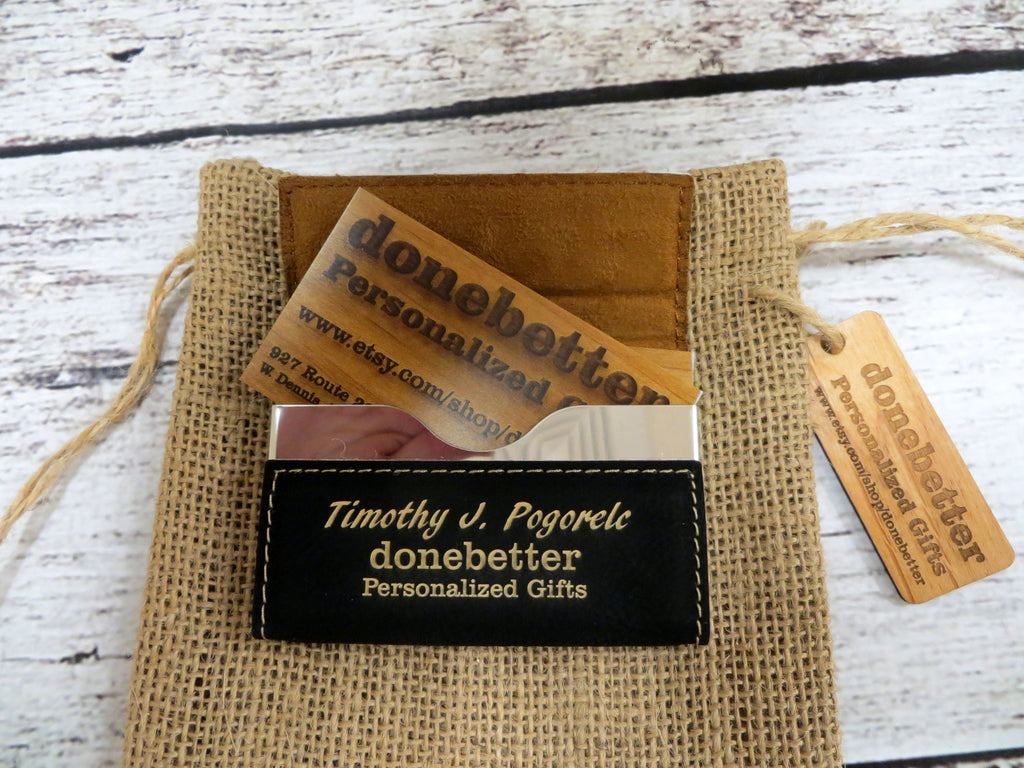 donebetter
Personalized G
www.etsy.com/shop/d
927 Route 2
W. Dennis
Timothy J. Pogorelc
donebetter
Personalized Gifts
donebetter
Personalized Gifts
www.etsy.com/shop/donebetter